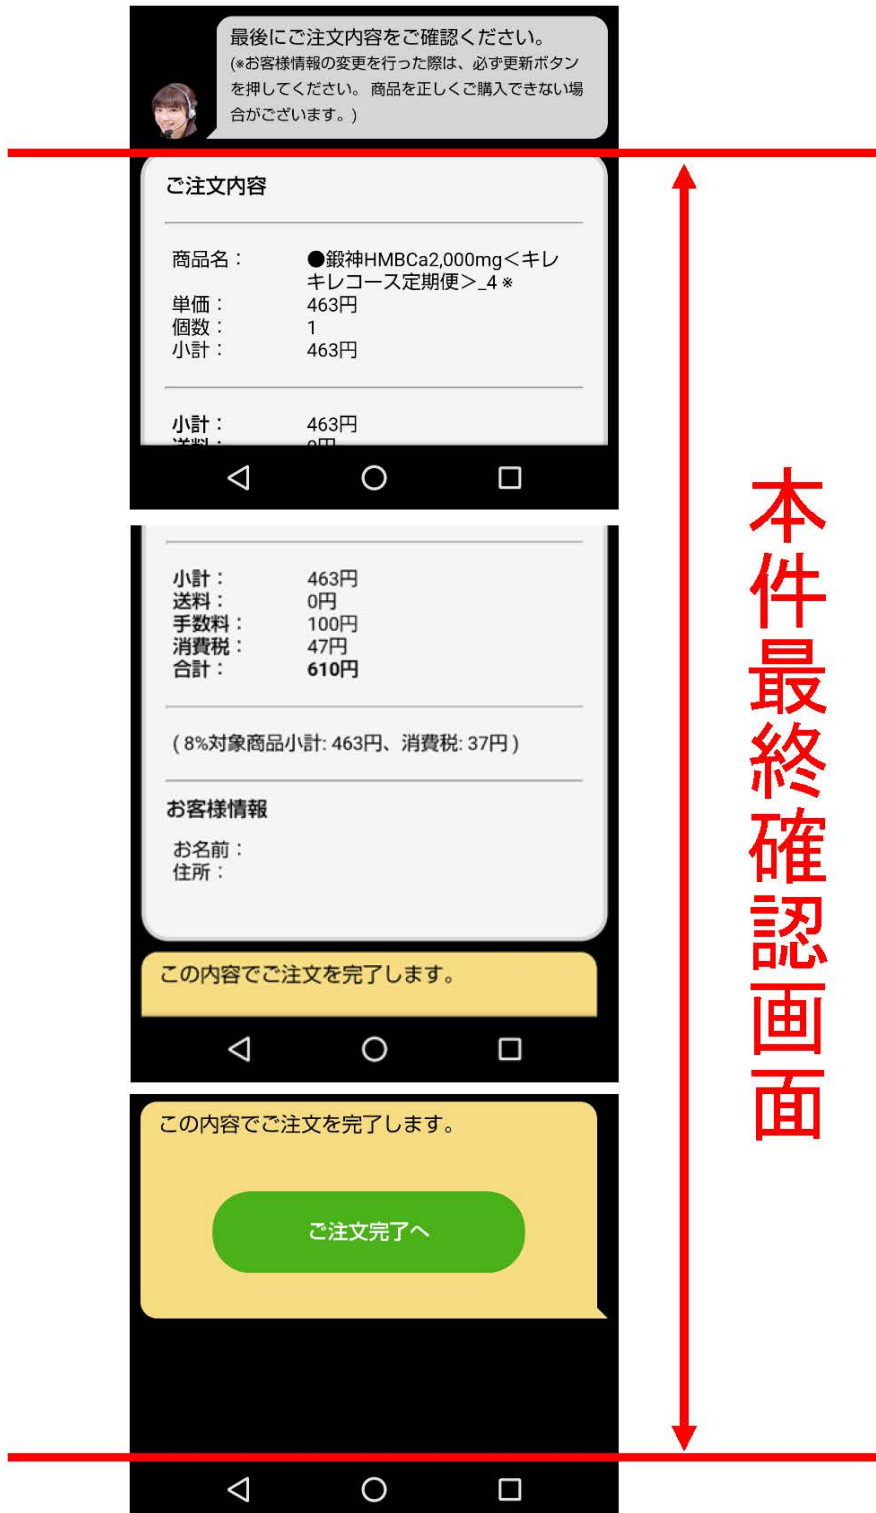 最後にご注文内容をご確認ください。
(※お客様情報の変更を行った際は、必ず更新ボタン
を押してください。商品を正しくご購入できない場
合がございます。)
ご注文内容
商品名: ●鍛神HMBCa2,000mg<キレ
キレコース定期便>_4 ※
単価: 463円
個数: 1
小計: 463円
小計: 463円
送料: 0円
小計: 463円
送料: 0円
手数料: 100円
消費税: 47円
合計: 610円
( 8%対象商品小計: 463円、消費税: 37円 )
お客様情報
お名前:
住所:
この内容でご注文を完了します。
この内容でご注文を完了します。
ご注文完了へ
本件最終確認画面